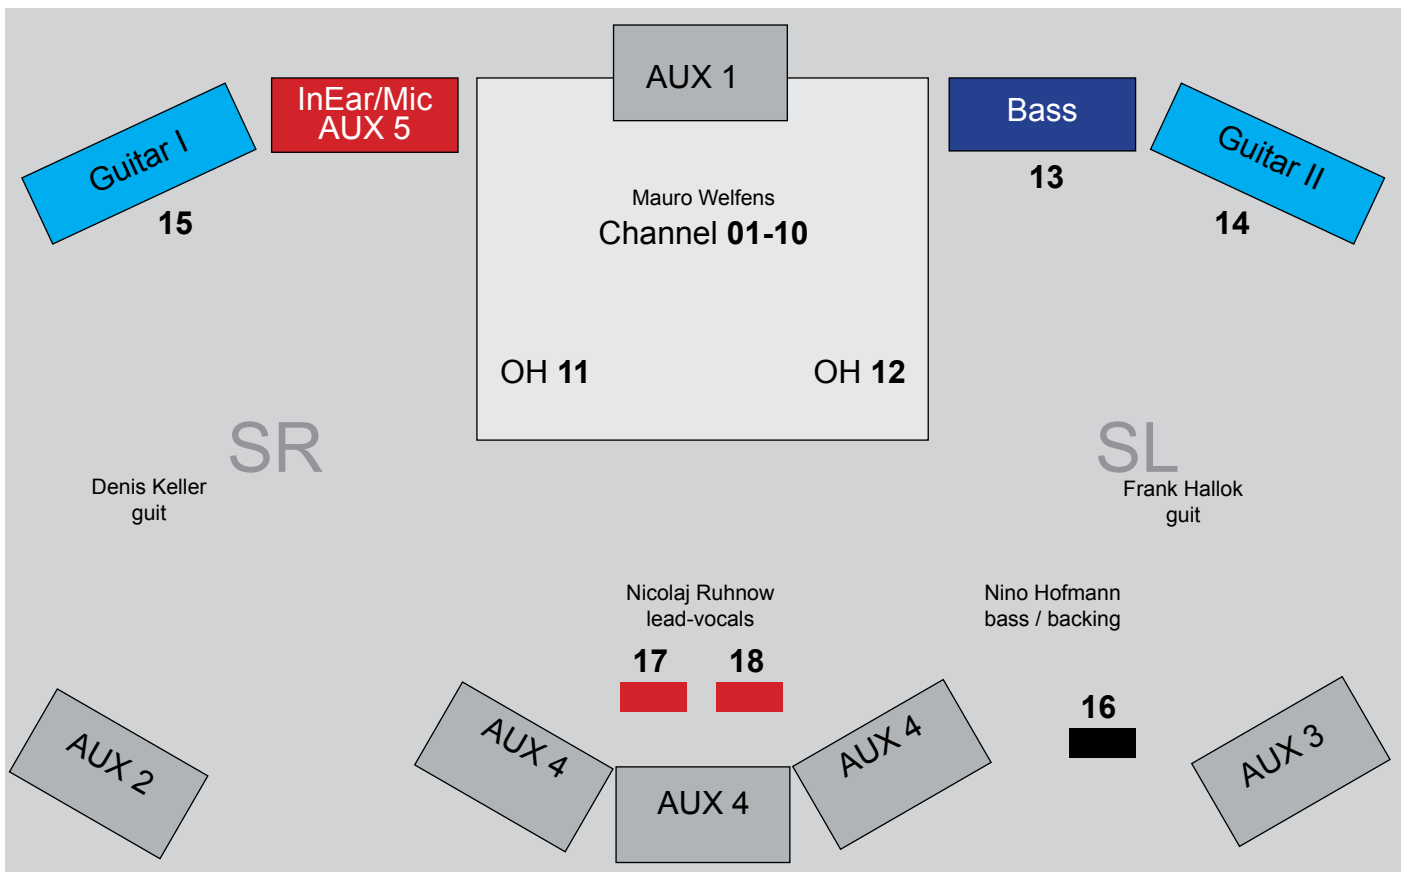 AUX 1
InEar/Mic
AUX 5
Bass
Guitar I
Guitar II
15
13
14
Mauro Welfens
Channel 01-10
OH 11
OH 12
SR
SL
Denis Keller
guit
Frank Hallok
guit
Nicolaj Ruhnow
lead-vocals
Nino Hofmann
bass / backing
17
18
16
AUX 2
AUX 4
AUX 4
AUX 4
AUX 3